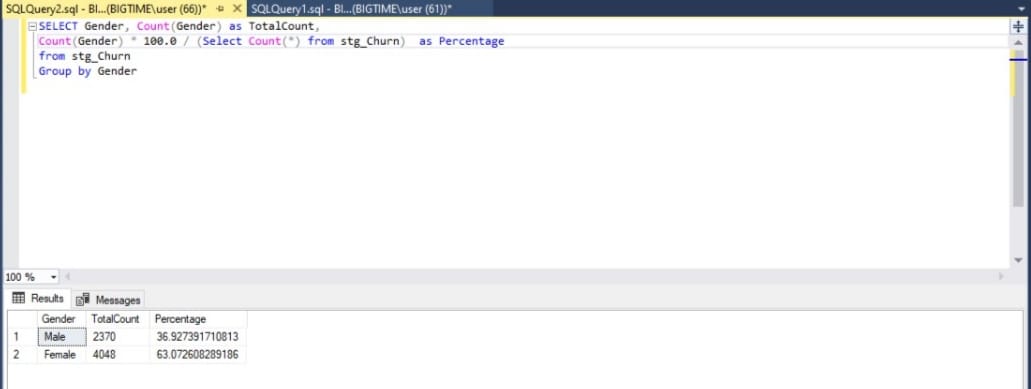 SQLQuery2.sql - BI...(BIGTIME\user (66))* SQLQuery1.sql - BI...(BIGTIME\user (61))*
SELECT Gender, Count(Gender) as TotalCount,
Count(Gender) * 100.0 / (Select Count(*) from stg_Churn)  as Percentage
from stg_Churn
Group by Gender
100 %
Results Messages
Gender TotalCount Percentage
1 Male 2370 36.927391710813
2 Female 4048 63.072608289186